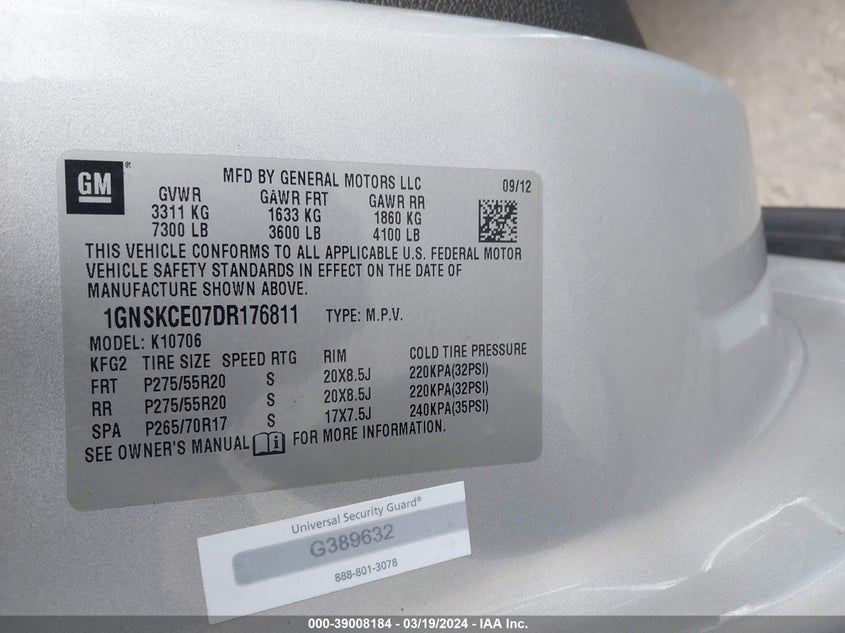 GM®
MFD BY GENERAL MOTORS LLC 09/12
GVWR GAWR FRT GAWR RR
3311 KG 1633 KG 1860 KG
7300 LB 3600 LB 4100 LB
THIS VEHICLE CONFORMS TO ALL APPLICABLE U.S. FEDERAL MOTOR
VEHICLE SAFETY STANDARDS IN EFFECT ON THE DATE OF
MANUFACTURE SHOWN ABOVE.
1GNSKCE07DR176811 TYPE: M.P.V.
MODEL: K10706
KFG2 TIRE SIZE SPEED RTG RIM COLD TIRE PRESSURE
FRT P275/55R20 S 20X8.5J 220KPA(32PSI)
RR P275/55R20 S 20X8.5J 220KPA(32PSI)
SPA P265/70R17 S 17X7.5J 240KPA(35PSI)
SEE OWNER'S MANUAL FOR MORE INFORMATION.
Universal Security Guard®
G389632
888-801-3078
000-39008184 / 03/19/2024 - IAA Inc.